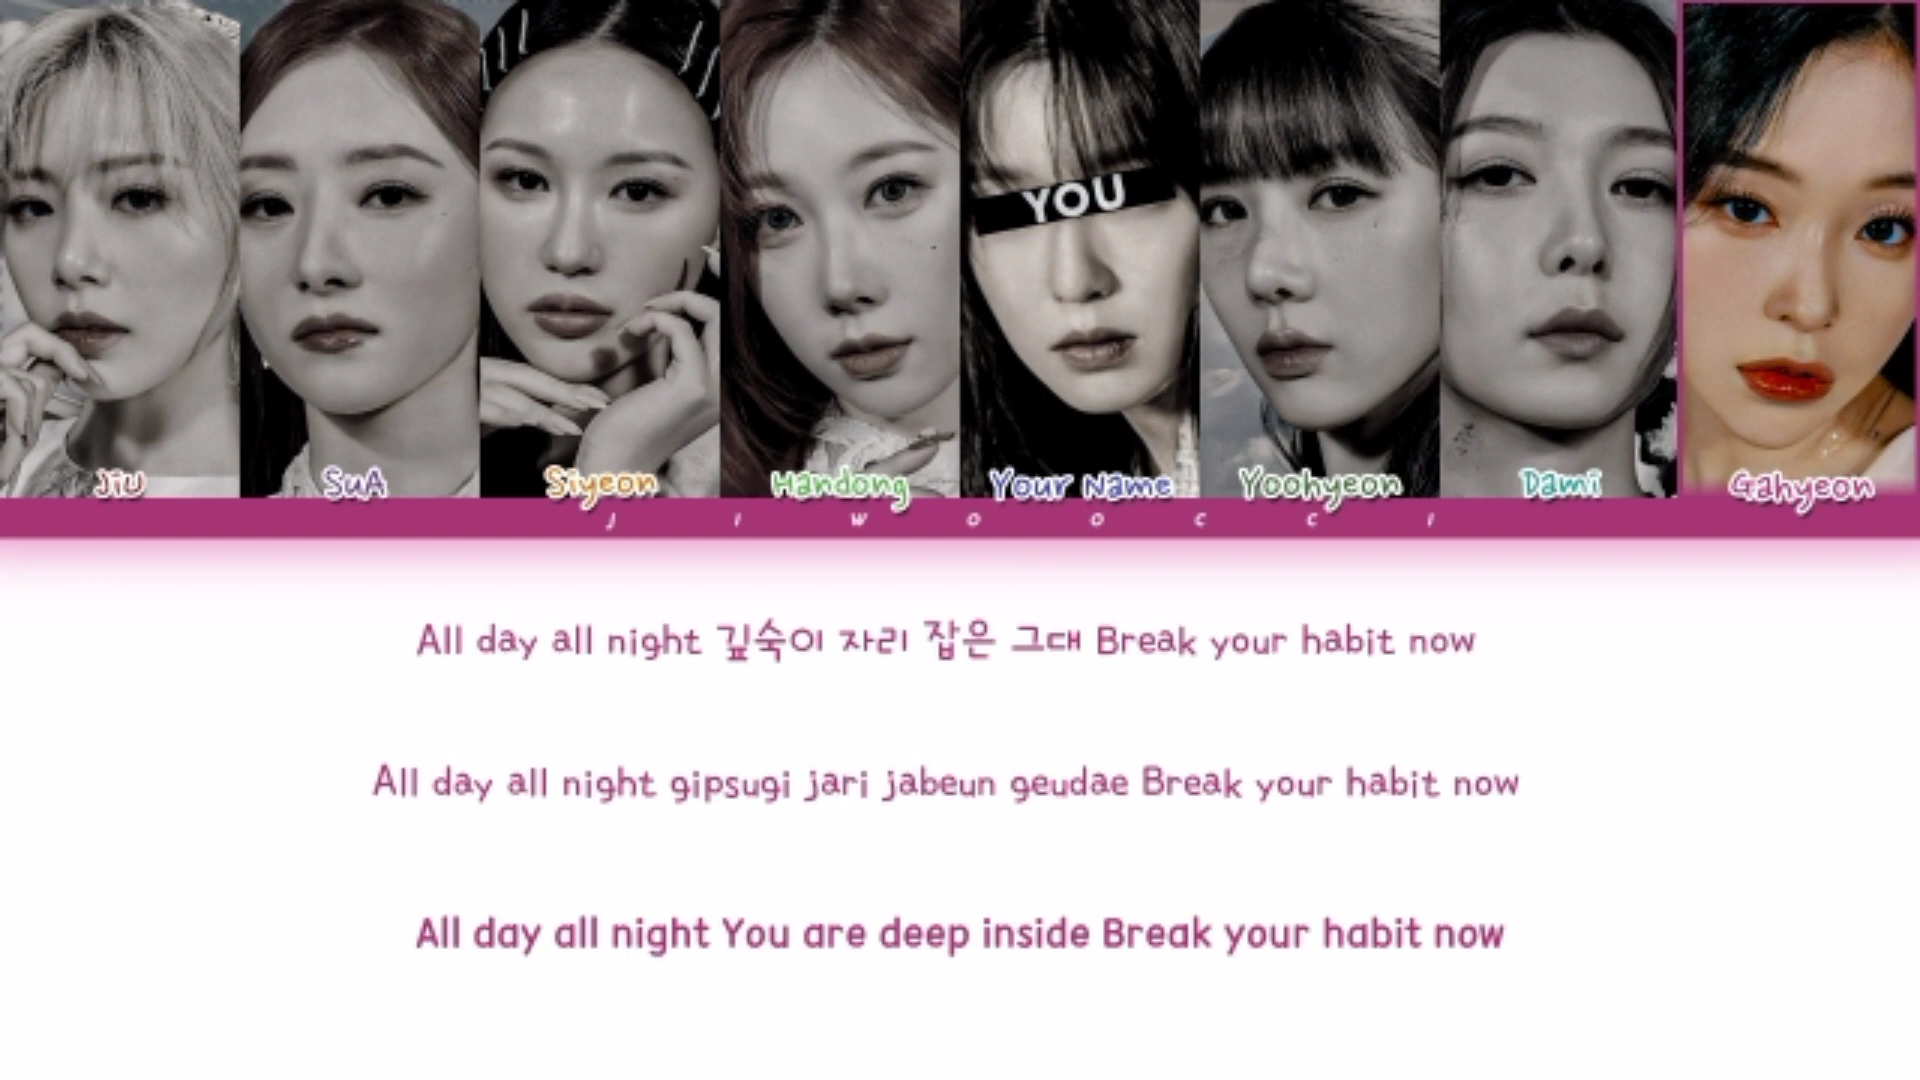 YOU
JiU SuA Siyeon Handong Your Name Yoohyeon Dami Gahyeon
J I W O O C C I
All day all night 깊숙이 자리 잡은 그대 Break your habit now
All day all night gipsugi jari jabeun geudae Break your habit now
All day all night You are deep inside Break your habit now